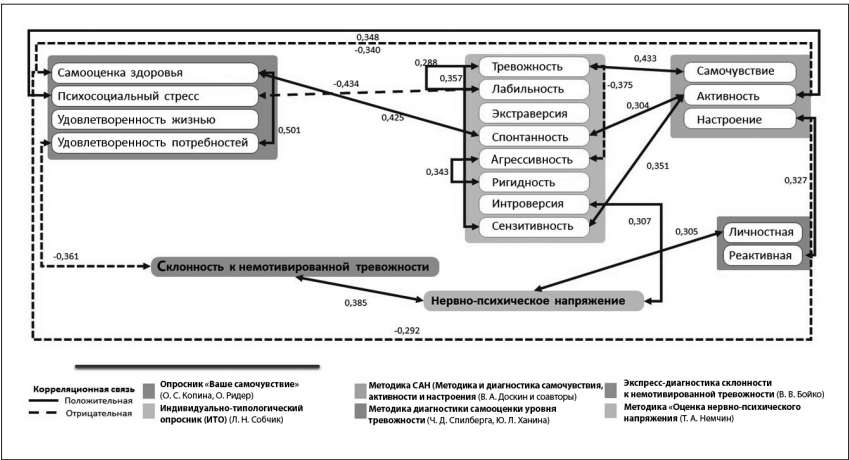 0,348
-0,340
Самооценка здоровья
Психосоциальный стресс
Удовлетворенность жизнью
Удовлетворенность потребностей
0,501
-0,434
0,425
0,288
0,357
0,343
Тревожность
Лабильность
Экстраверсия
Спонтанность
Агрессивность
Ригидность
Интроверсия
Сензитивность
0,433
-0,375
0,304
0,351
0,307
0,305
Самочувствие
Активность
Настроение
0,327
Личностная
Реактивная
-0,361
Склонность к немотивированной тревожности
0,385
Нервно-психическое напряжение
-0,292
Корреляционная связь
Положительная
Отрицательная
Опросник «Ваше самочувствие»
(О. С. Копина, О. Ридер)
Индивидуально-типологический
опросник (ИТО) (Л. Н. Собчик)
Методика САН (Методика и диагностика самочувствия,
активности и настроения (В. А. Доскин и соавторы)
Методика диагностики самооценки уровня
тревожности (Ч. Д. Спилберга, Ю. Л. Ханина)
Экспресс-диагностика склонности
к немотивированной тревожности (В. В. Бойко)
Методика «Оценка нервно-психического
напряжения (Т. А. Немчин)